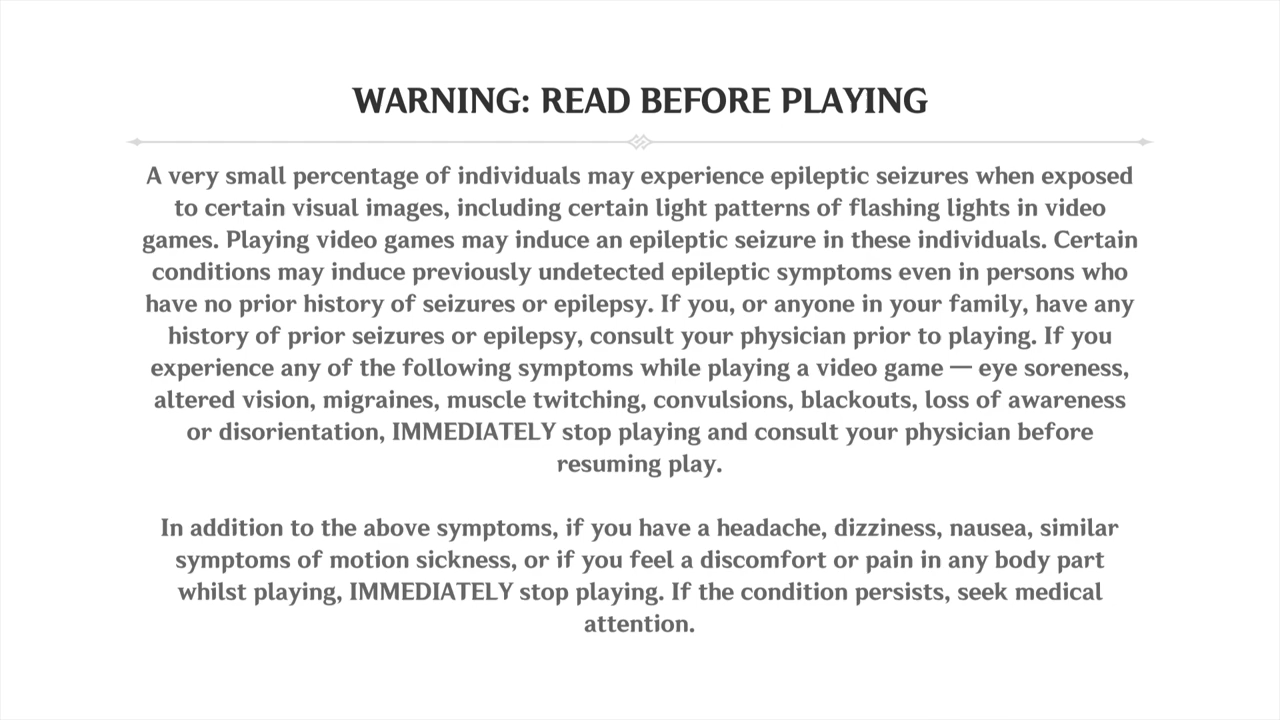 WARNING: READ BEFORE PLAYING
A very small percentage of individuals may experience epileptic seizures when exposed
to certain visual images, including certain light patterns of flashing lights in video
games. Playing video games may induce an epileptic seizure in these individuals. Certain
conditions may induce previously undetected epileptic symptoms even in persons who
have no prior history of seizures or epilepsy. If you, or anyone in your family, have any
history of prior seizures or epilepsy, consult your physician prior to playing. If you
experience any of the following symptoms while playing a video game — eye soreness,
altered vision, migraines, muscle twitching, convulsions, blackouts, loss of awareness
or disorientation, IMMEDIATELY stop playing and consult your physician before
resuming play.
In addition to the above symptoms, if you have a headache, dizziness, nausea, similar
symptoms of motion sickness, or if you feel a discomfort or pain in any body part
whilst playing, IMMEDIATELY stop playing. If the condition persists, seek medical
attention.